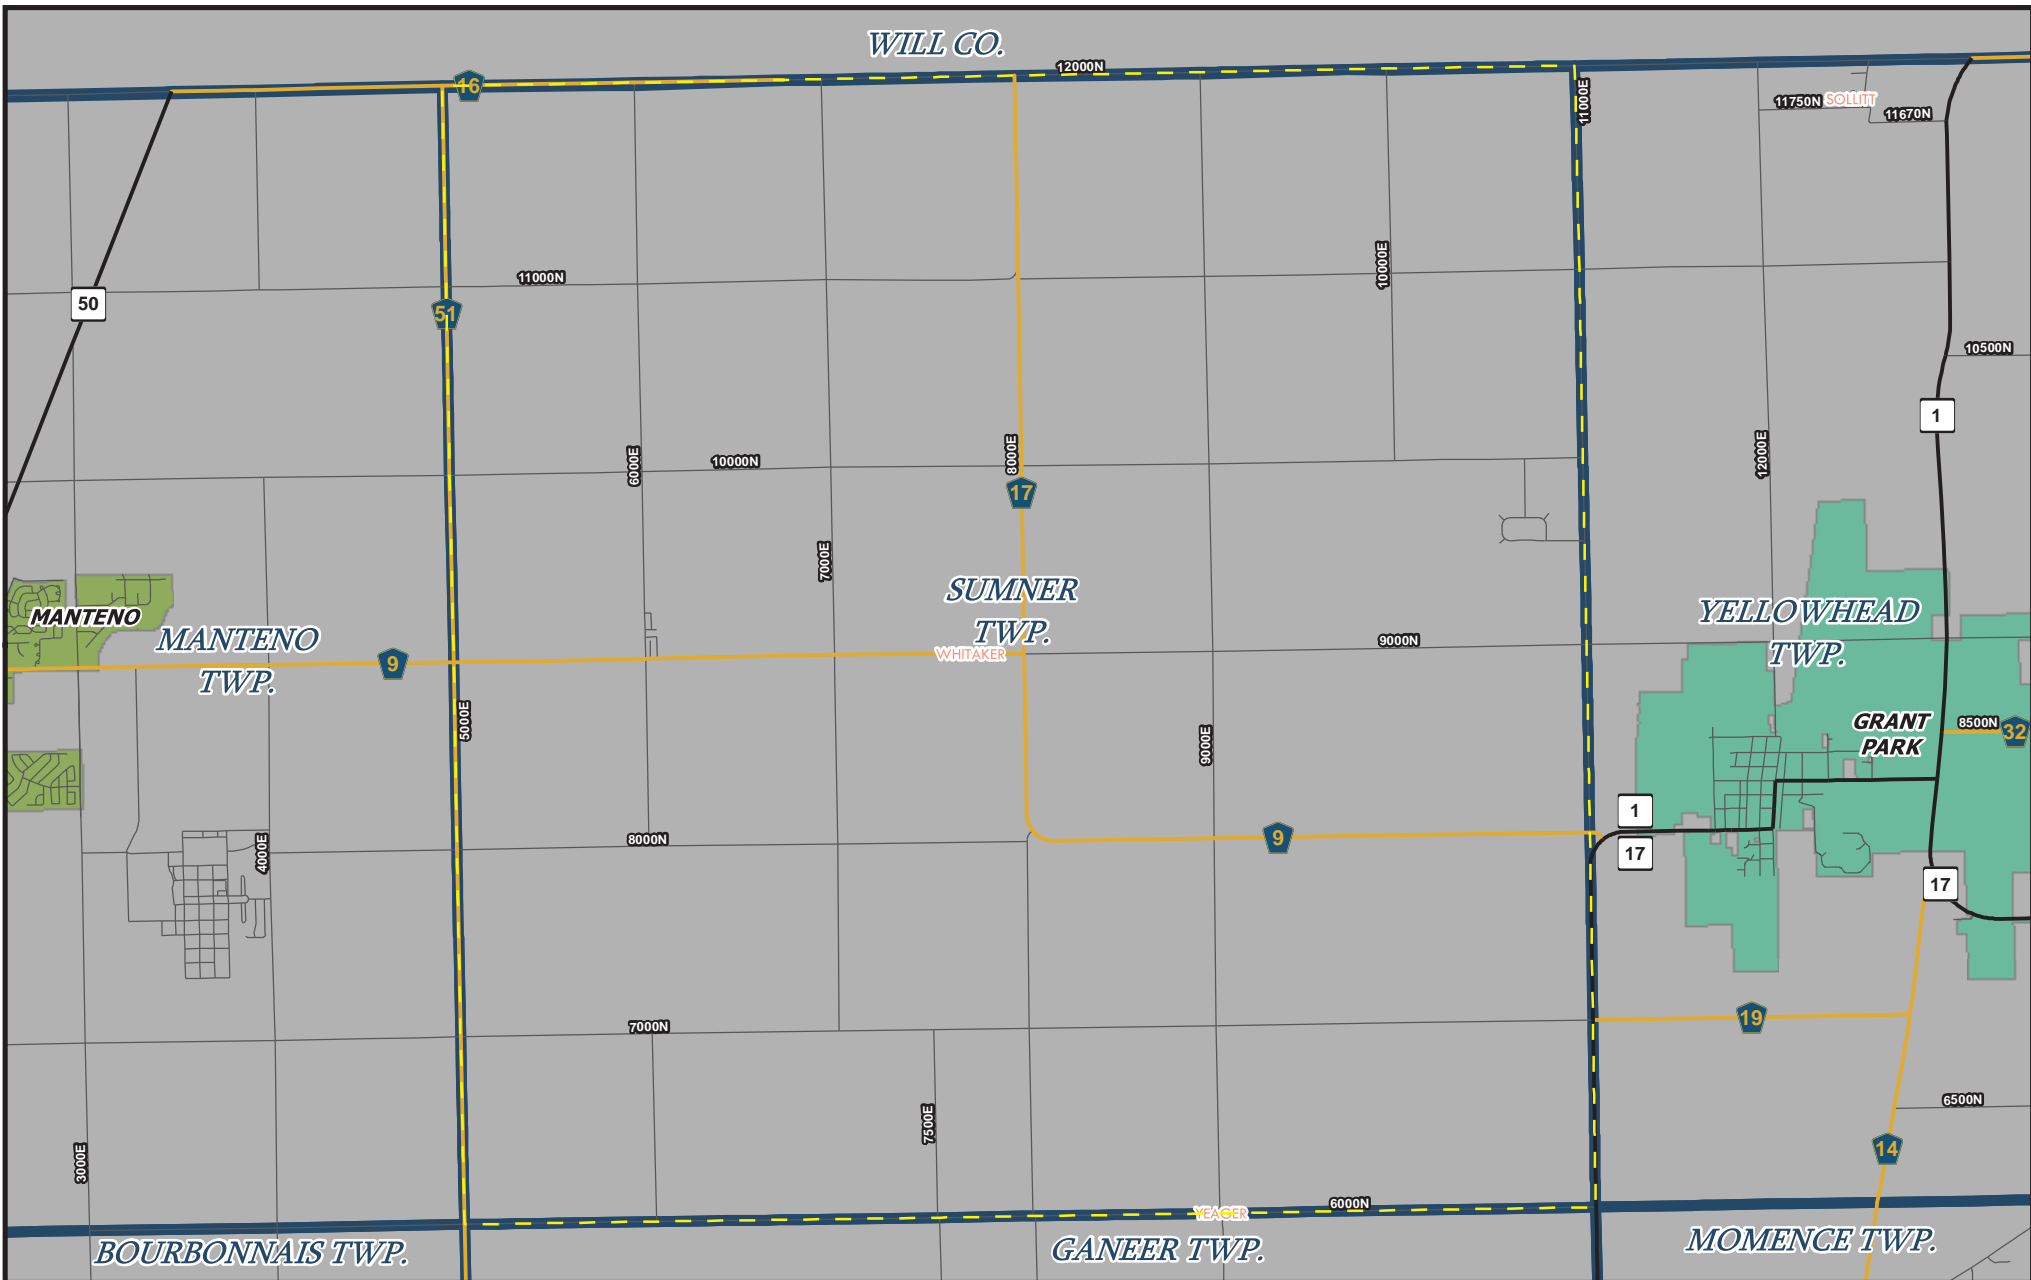 WILL CO.
12000N
16
11000E
11750N
SOLLITT
11670N
11000N
10000E
50
51
10500N
1
6000E
10000N
8000E
12000E
17
7000E
SUMNER
TWP.
MANTENO
MANTENO
TWP.
YELLOWHEAD
TWP.
9000N
WHITAKER
9
5000E
9000E
GRANT
PARK
8500N
32
4000E
8000N
9
1
17
17
7000N
19
6500N
7500E
14
3000E
6000N
YEAGER
BOURBONNAIS TWP.
GANEER TWP.
MOMENCE TWP.